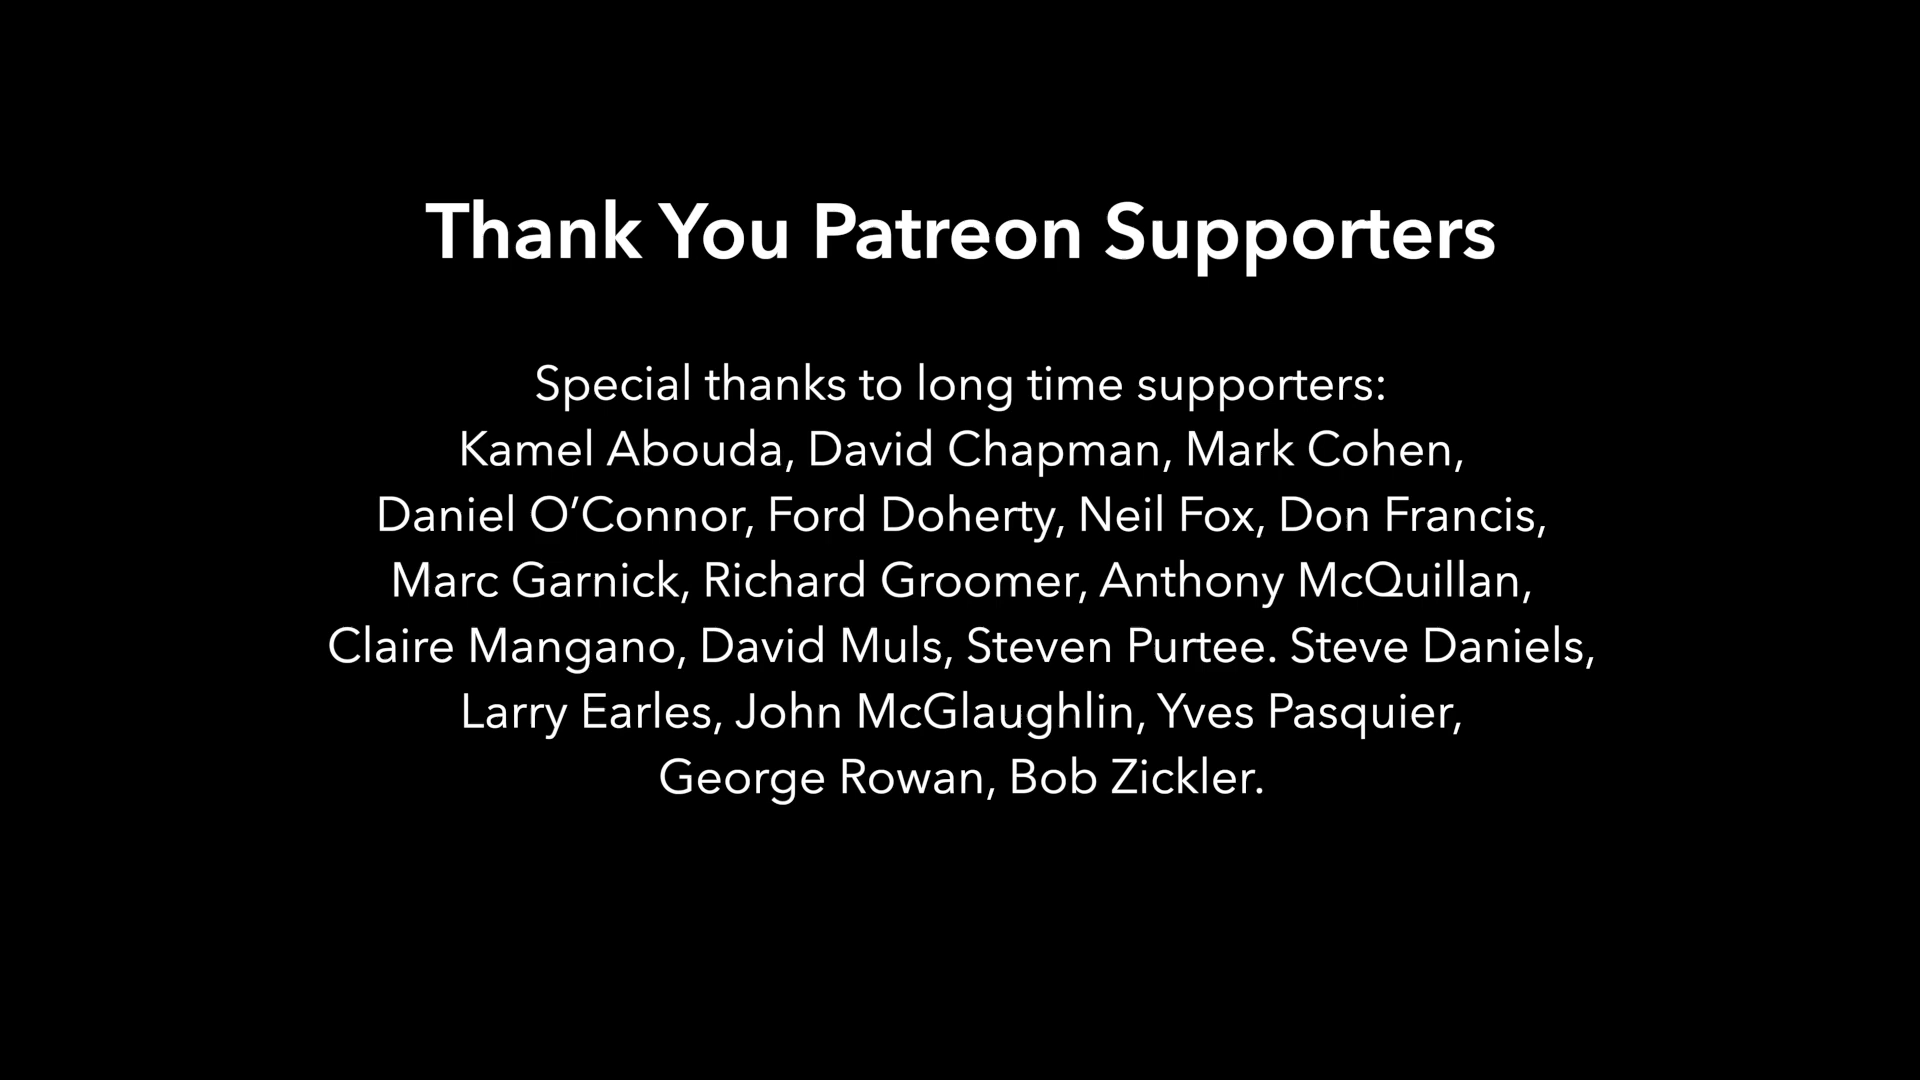 Thank You Patreon Supporters
Special thanks to long time supporters:
Kamel Abouda, David Chapman, Mark Cohen,
Daniel O’Connor, Ford Doherty, Neil Fox, Don Francis,
Marc Garnick, Richard Groomer, Anthony McQuillan,
Claire Mangano, David Muls, Steven Purtee. Steve Daniels,
Larry Earles, John McGlaughlin, Yves Pasquier,
George Rowan, Bob Zickler.